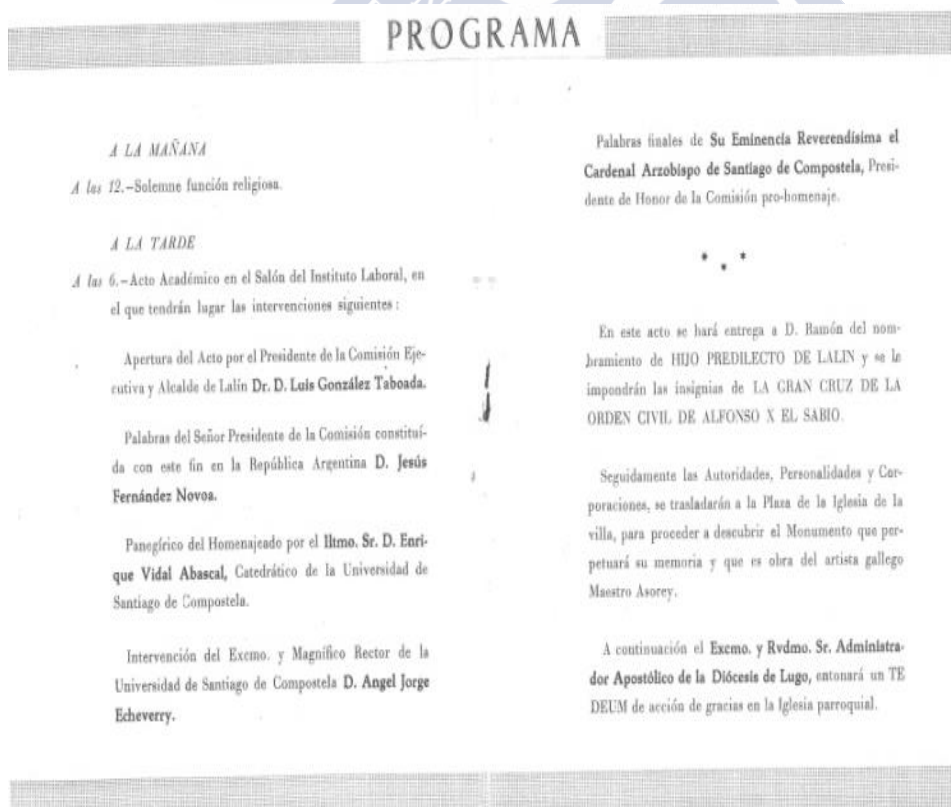 PROGRAMA
A LA MAÑANA
A las 12.-Solemne función religiosa.
A LA TARDE
A las 6.-Acto Académico en el Salón del Instituto Laboral, en
el que tendrán lugar las intervenciones siguientes :
Apertura del Acto por el Presidente de la Comisión Eje-
cutiva y Alcalde de Lalín Dr. D. Luis González Taboada.
Palabras del Señor Presidente de la Comisión constituí-
da con este fin en la República Argentina D. Jesús
Fernández Novoa.
Panegírico del Homenajeado por el Iltmo. Sr. D. Enri-
que Vidal Abascal, Catedrático de la Universidad de
Santiago de Compostela.
Intervención del Excmo. y Magnífico Rector de la
Universidad de Santiago de Compostela D. Angel Jorge
Echeverry.
Palabras finales de Su Eminencia Reverendísima el
Cardenal Arzobispo de Santiago de Compostela, Presi-
dente de Honor de la Comisión pro-homenaje.
* * *
En este acto se hará entrega a D. Ramón del nom-
bramiento de HIJO PREDILECTO DE LALIN y se le
impondrán las insignias de LA GRAN CRUZ DE LA
ORDEN CIVIL DE ALFONSO X EL SABIO.
Seguidamente las Autoridades, Personalidades y Cor-
poraciones, se trasladarán a la Plaza de la Iglesia de la
villa, para proceder a descubrir el Monumento que per-
petuará su memoria y que es obra del artista gallego
Maestro Asorey.
A continuación el Excmo. y Rvdmo. Sr. Administra-
dor Apostólico de la Diócesis de Lugo, entonará un TE
DEUM de acción de gracias en la Iglesia parroquial.